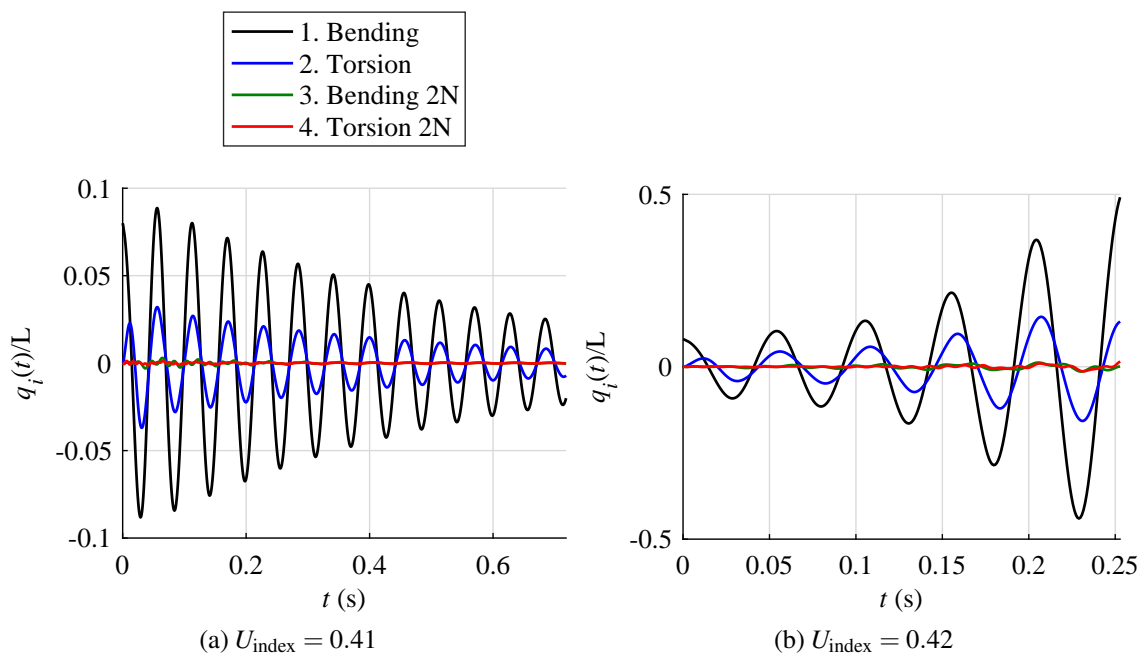 1. Bending
2. Torsion
3. Bending 2N
4. Torsion 2N
0.1
0.05
0
-0.05
-0.1
q_i(t)/L
0 0.2 0.4 0.6
t (s)
(a) U_index = 0.41
0.5
0
-0.5
q_i(t)/L
0 0.05 0.1 0.15 0.2 0.25
t (s)
(b) U_index = 0.42